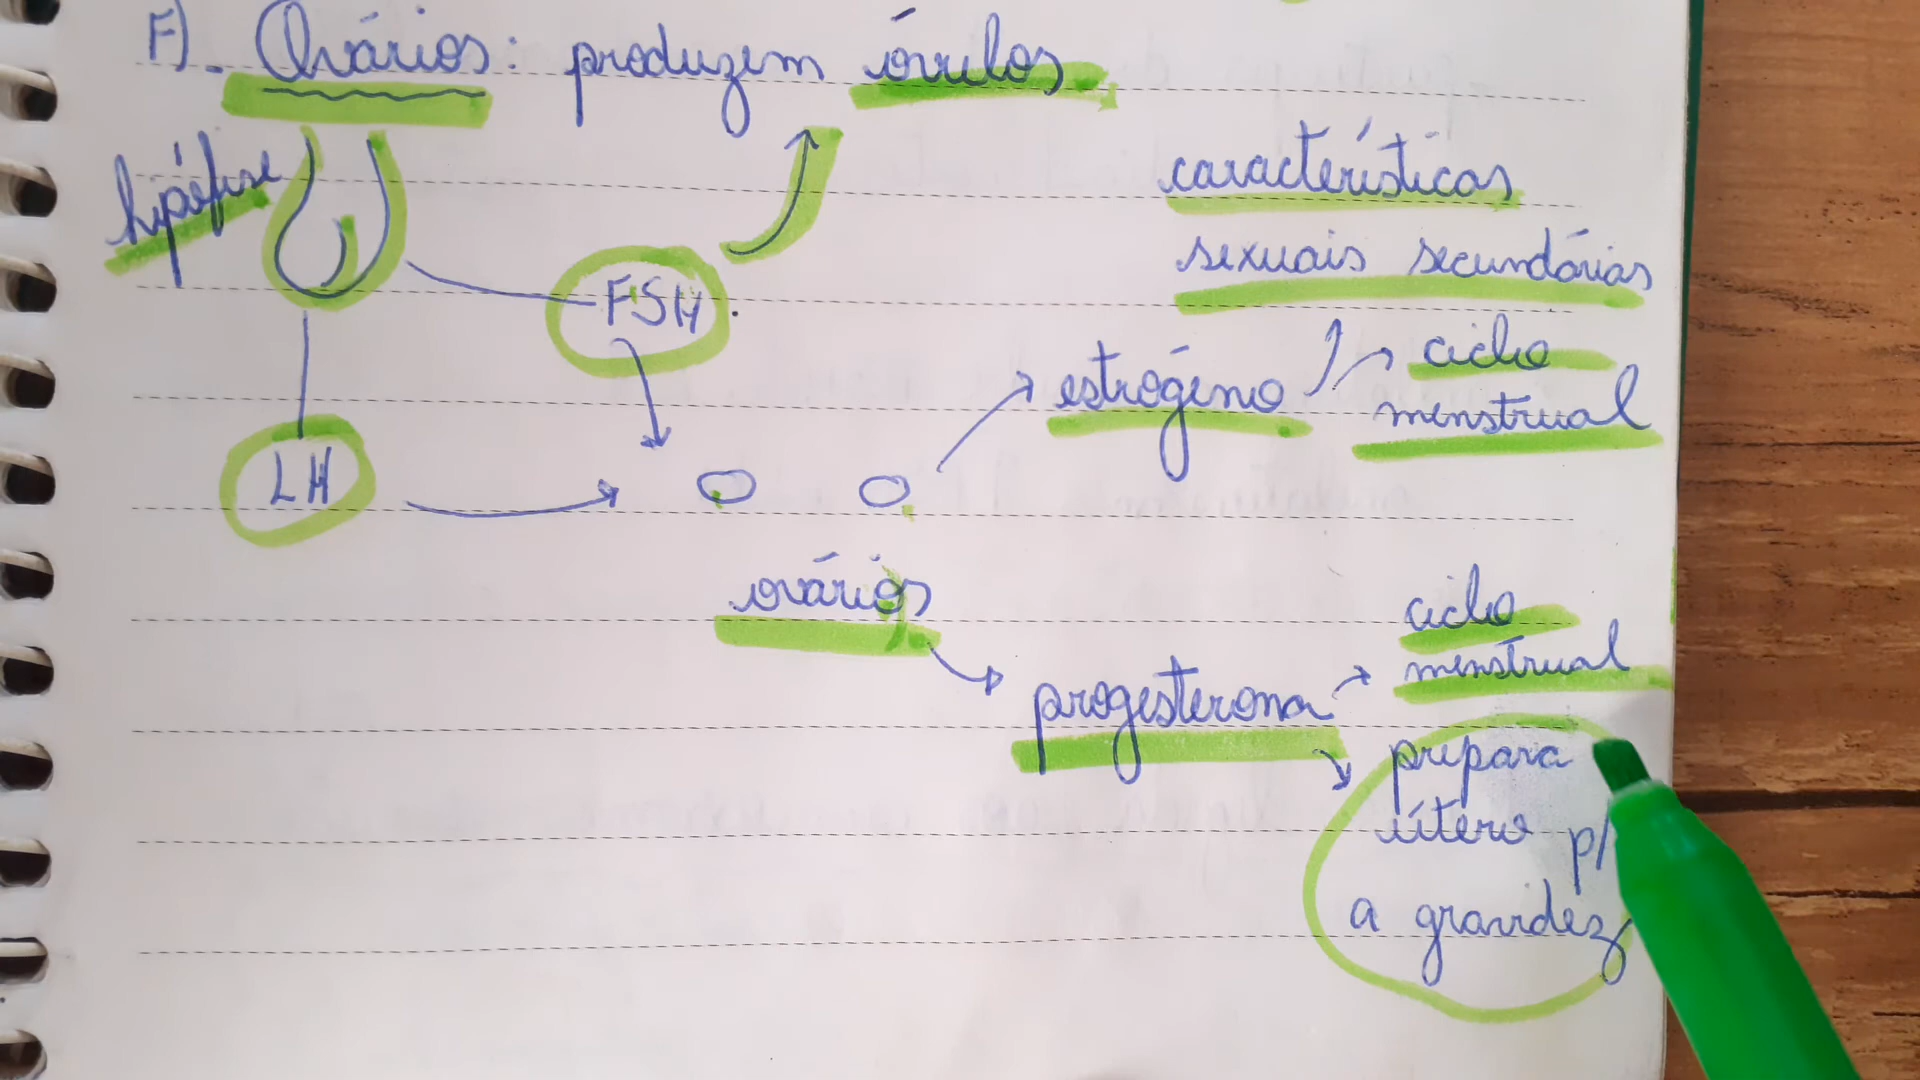 F). Ovários: produzem óvulos
hipófise
FSH
LH
características
sexuais secundárias
estrógeno
ciclo
menstrual
ovários
progesterona
ciclo
menstrual
prepara
útero p/
a gravidez